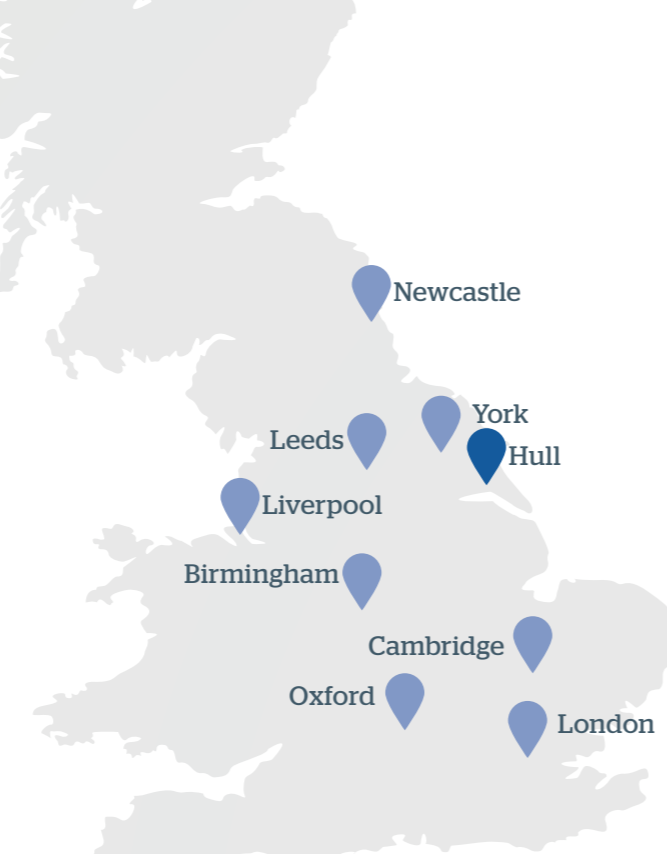 Newcastle
York
Leeds
Hull
Liverpool
Birmingham
Cambridge
Oxford
London